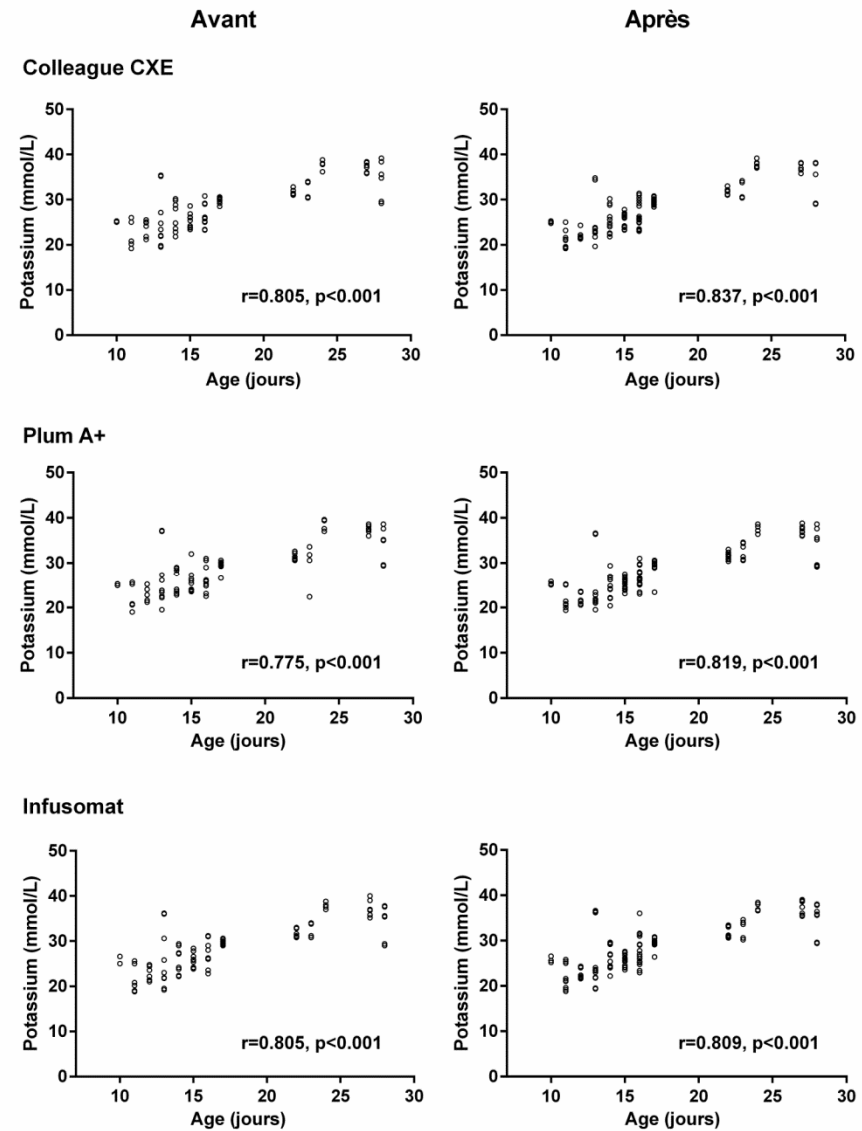 Avant
Après
Colleague CXE
50
40
30
20
10
0
Potassium (mmol/L)
r=0.805, p<0.001
10 15 20 25 30
Age (jours)
50
40
30
20
10
0
Potassium (mmol/L)
r=0.837, p<0.001
10 15 20 25 30
Age (jours)
Plum A+
50
40
30
20
10
0
Potassium (mmol/L)
r=0.775, p<0.001
10 15 20 25 30
Age (jours)
50
40
30
20
10
0
Potassium (mmol/L)
r=0.819, p<0.001
10 15 20 25 30
Age (jours)
Infusomat
50
40
30
20
10
0
Potassium (mmol/L)
r=0.805, p<0.001
10 15 20 25 30
Age (jours)
50
40
30
20
10
0
Potassium (mmol/L)
r=0.809, p<0.001
10 15 20 25 30
Age (jours)